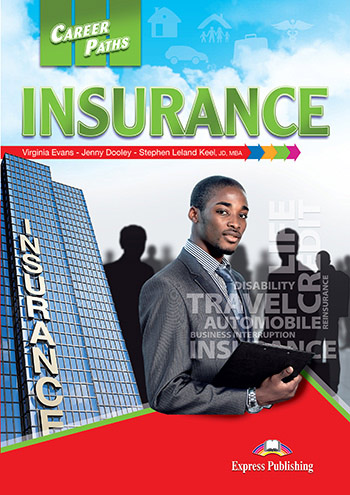 CAREER
PATHS
INSURANCE
Virginia Evans - Jenny Dooley - Stephen Leland Keel, JD, MBA
INSURANCE
LIFE
CREDIT
DISABILITY
TRAVEL
AUTOMOBILE
BUSINESS INTERRUPTION
INSURANCE
REINSURANCE
Express Publishing